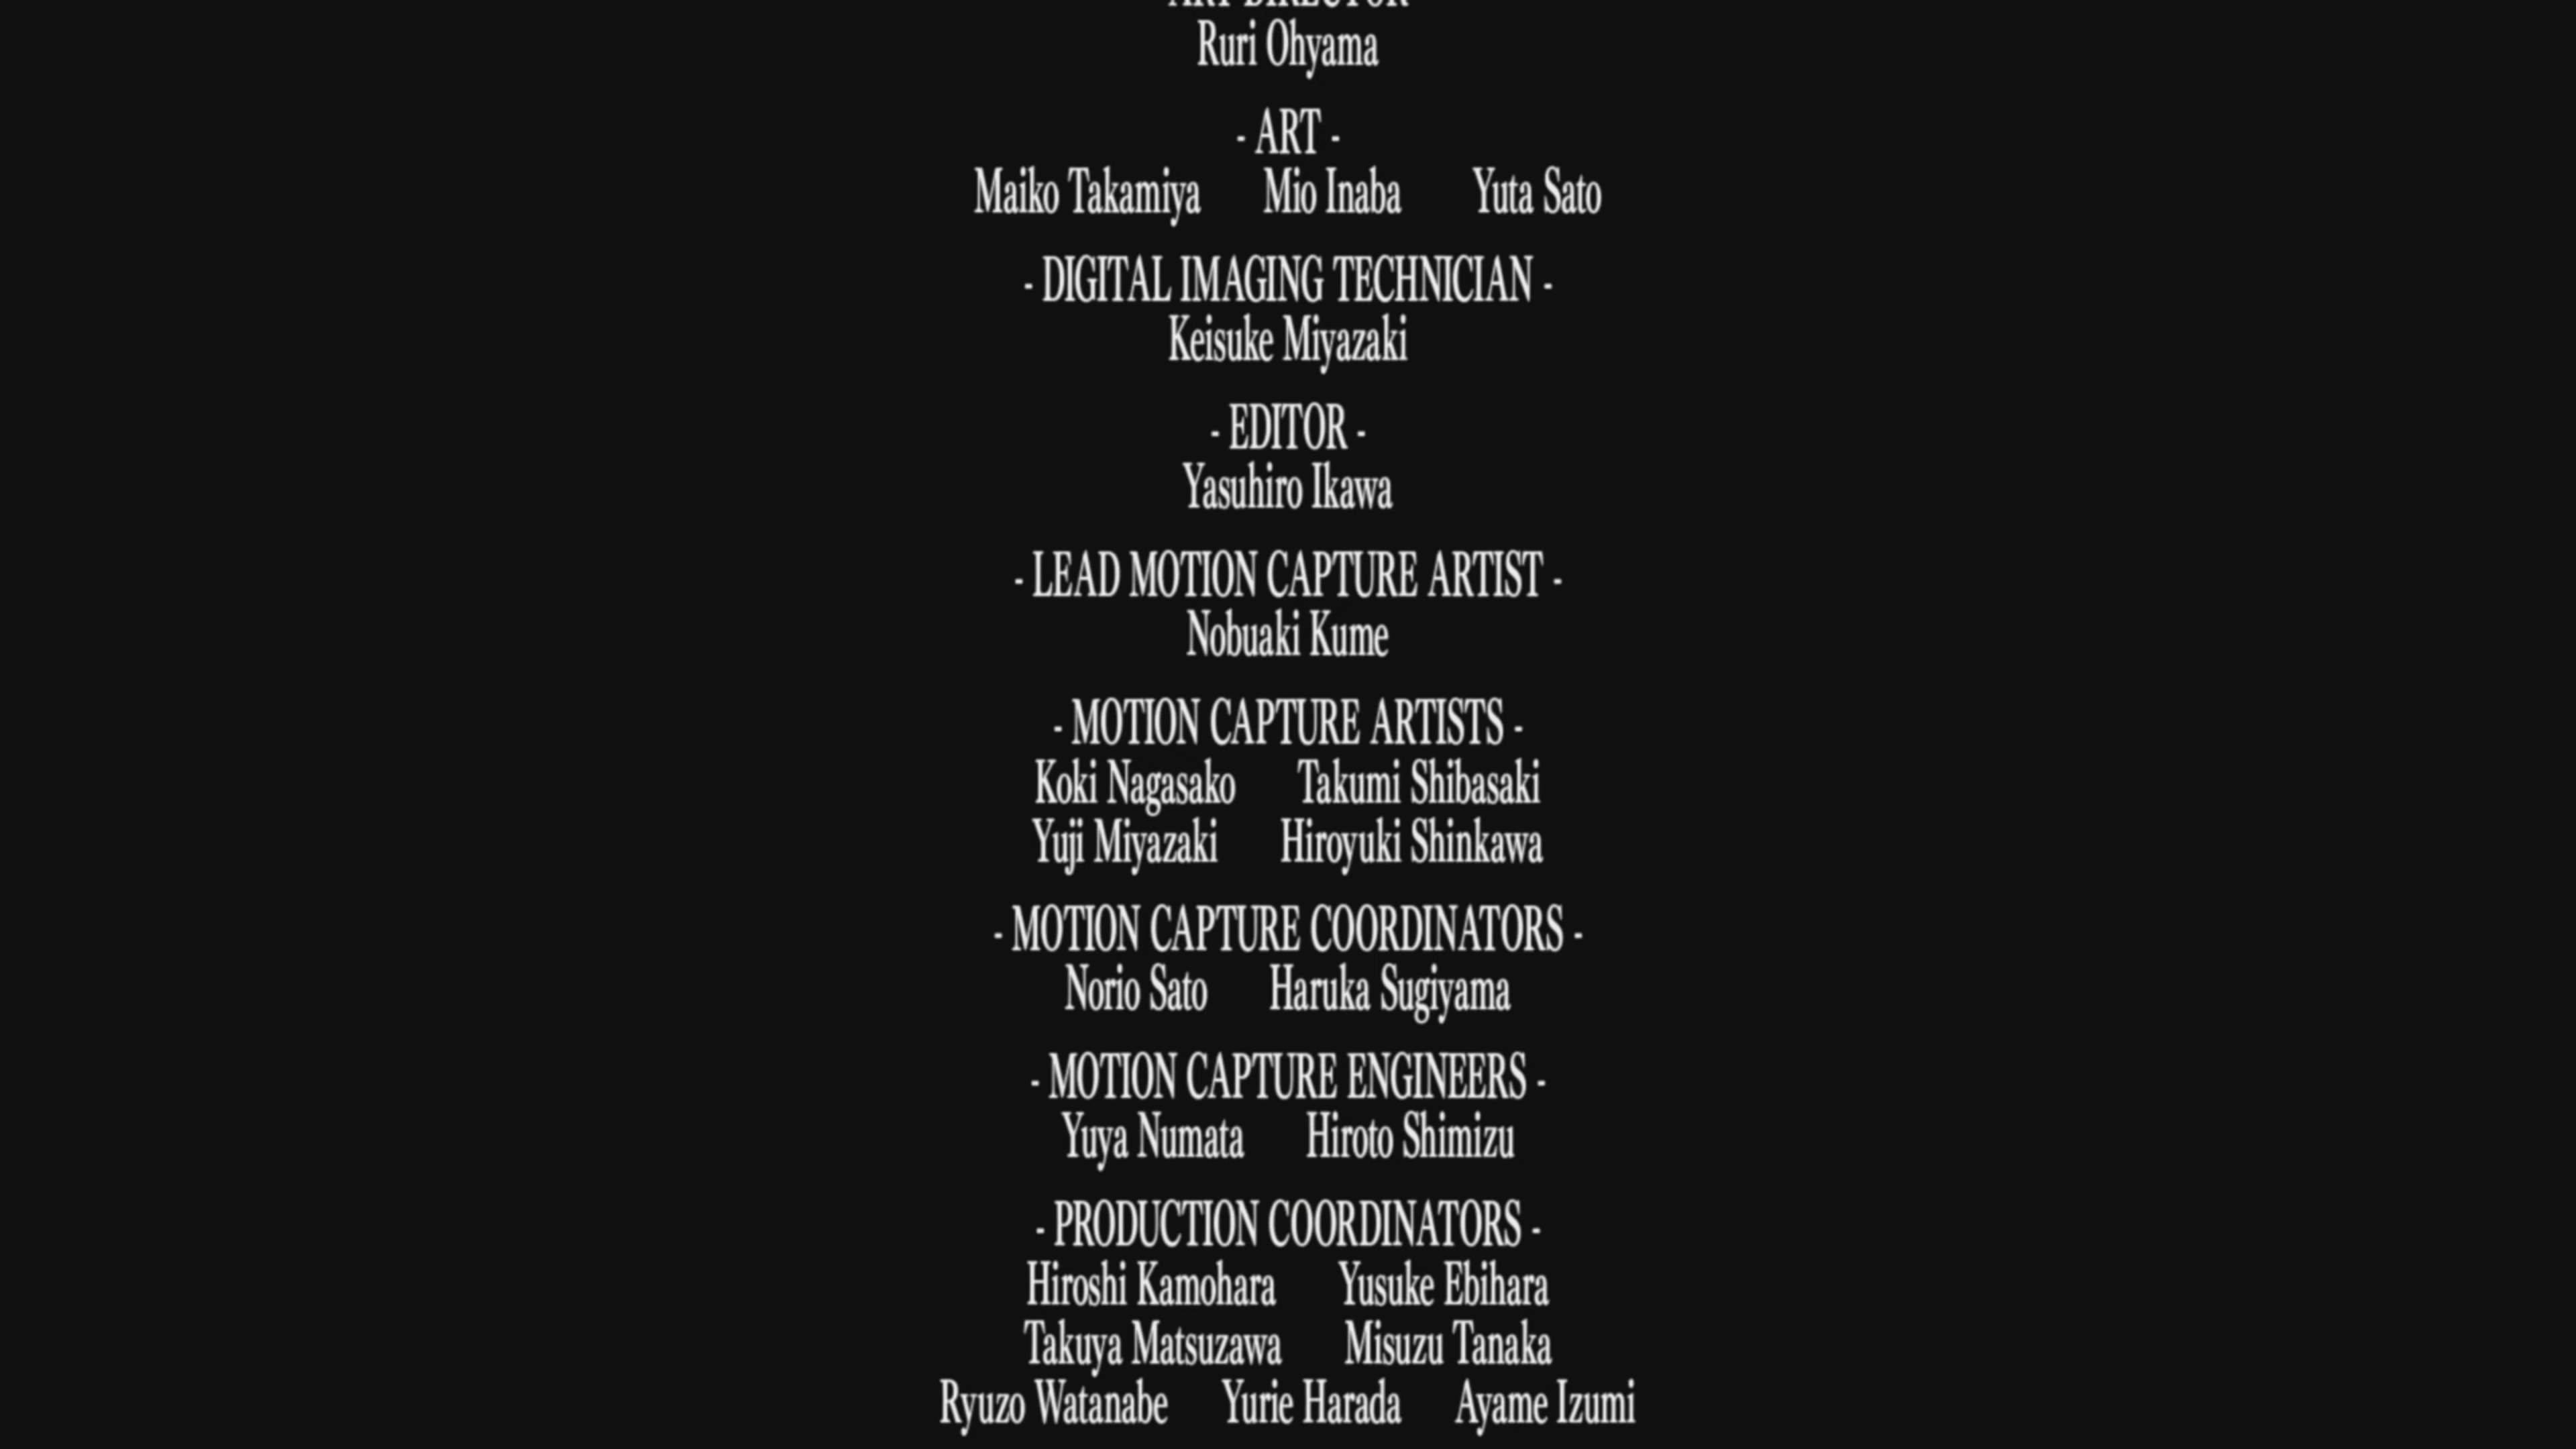 ART DIRECTOR
Ruri Ohyama
- ART -
Maiko Takamiya Mio Inaba Yuta Sato
- DIGITAL IMAGING TECHNICIAN -
Keisuke Miyazaki
- EDITOR -
Yasuhiro Ikawa
- LEAD MOTION CAPTURE ARTIST -
Nobuaki Kume
- MOTION CAPTURE ARTISTS -
Koki Nagasako Takumi Shibasaki
Yuji Miyazaki Hiroyuki Shinkawa
- MOTION CAPTURE COORDINATORS -
Norio Sato Haruka Sugiyama
- MOTION CAPTURE ENGINEERS -
Yuya Numata Hiroto Shimizu
- PRODUCTION COORDINATORS -
Hiroshi Kamohara Yusuke Ebihara
Takuya Matsuzawa Misuzu Tanaka
Ryuzo Watanabe Yurie Harada Ayame Izumi